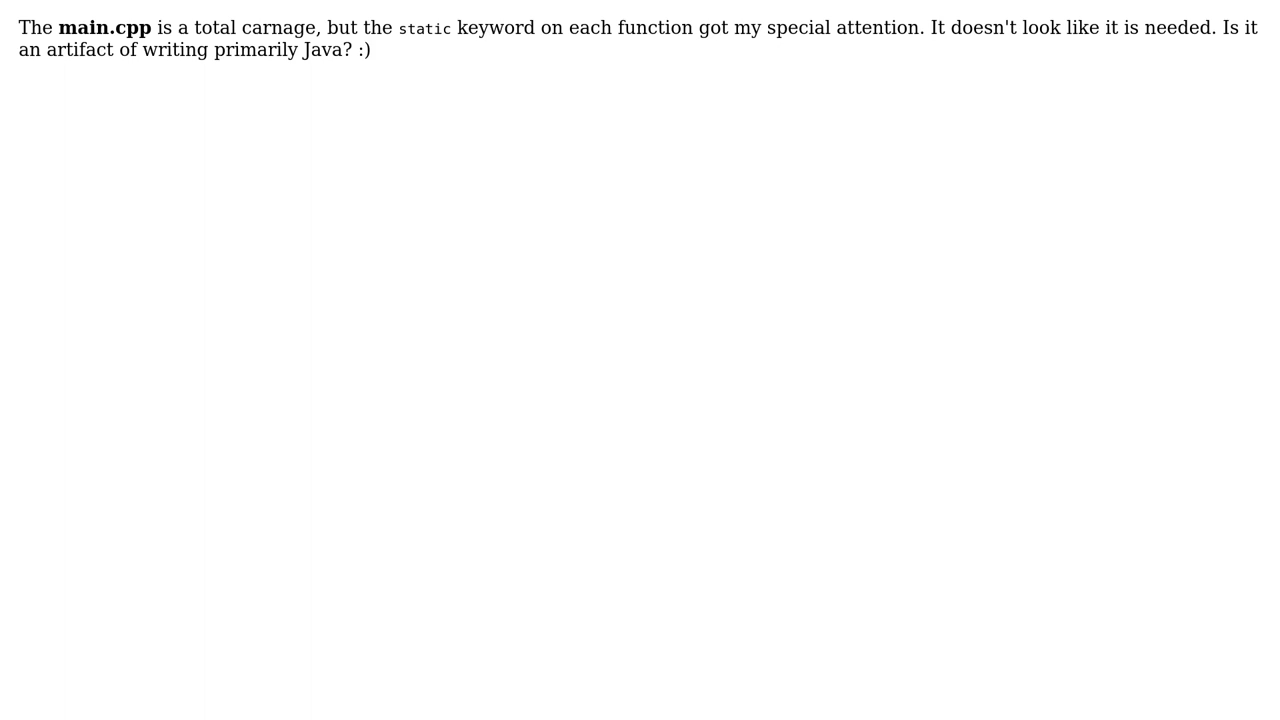 The main.cpp is a total carnage, but the static keyword on each function got my special attention. It doesn't look like it is needed. Is it
an artifact of writing primarily Java? :)